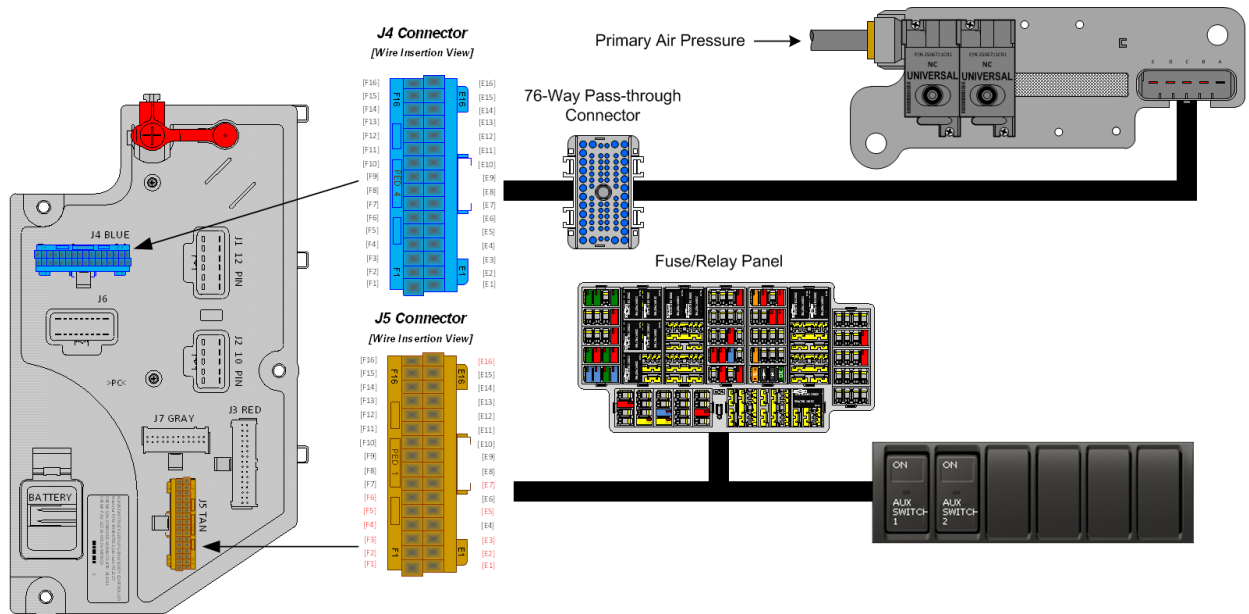 J4 Connector
[Wire Insertion View]
[F16]
[F15]
[F14]
[F13]
[F12]
[F11]
[F10]
[F9]
[F8]
[F7]
[F6]
[F5]
[F4]
[F3]
[F2]
[F1]
F16
PED 4
F1
E16
E1
[E16]
[E15]
[E14]
[E13]
[E12]
[E11]
[E10]
[E9]
[E8]
[E7]
[E6]
[E5]
[E4]
[E3]
[E2]
[E1]
Primary Air Pressure
76-Way Pass-through
Connector
NC
UNIVERSAL
NC
UNIVERSAL
E D C B A
J4 BLUE
J1 12 PIN
J6
J2 10 PIN
>PC<
J7 GRAY
J3 RED
BATTERY
J5 TAN
J5 Connector
[Wire Insertion View]
[F16]
[F15]
[F14]
[F13]
[F12]
[F11]
[F10]
[F9]
[F8]
[F7]
[F6]
[F5]
[F4]
[F3]
[F2]
[F1]
F16
PED 1
F1
E16
E1
[E16]
[E15]
[E14]
[E13]
[E12]
[E11]
[E10]
[E9]
[E8]
[E7]
[E6]
[E5]
[E4]
[E3]
[E2]
[E1]
Fuse/Relay Panel
ON
AUX
SWITCH
1
ON
AUX
SWITCH
2